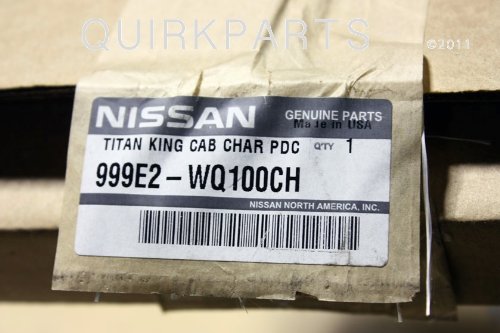 QUIRKPARTS
©2011
NISSAN
GENUINE PARTS
Made in USA
TITAN KING CAB CHAR PDC QTY 1
999E2-WQ100CH
NISSAN NORTH AMERICA, INC.